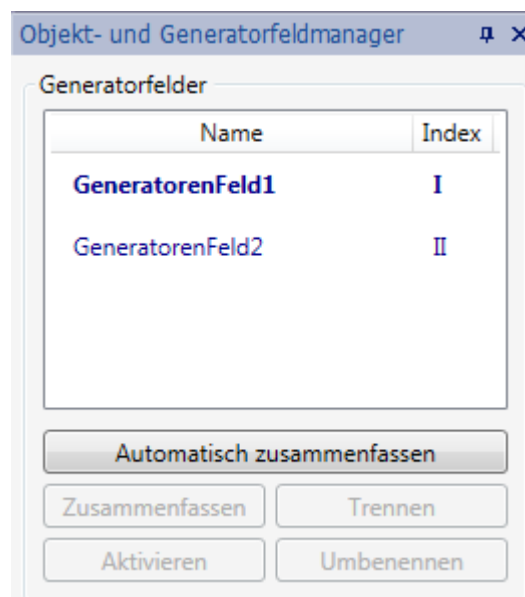 Objekt- und Generatorfeldmanager
Generatorfelder
Name Index
GeneratorenFeld1 I
GeneratorenFeld2 II
Automatisch zusammenfassen
Zusammenfassen Trennen
Aktivieren Umbenennen